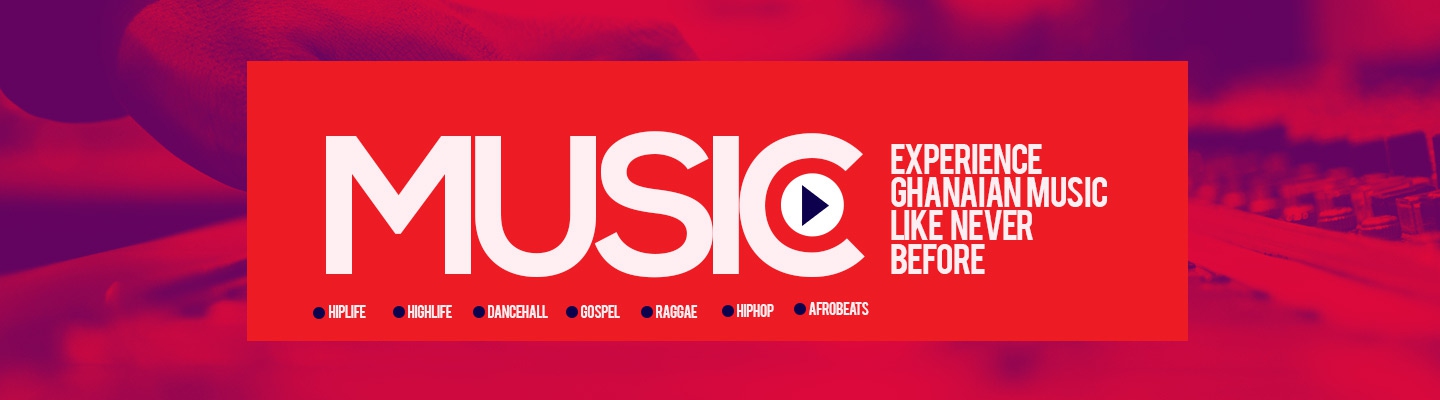 MUSIC
EXPERIENCE
GHANAIAN MUSIC
LIKE NEVER
BEFORE
HIPLIFE HIGHLIFE DANCEHALL GOSPEL RAGGAE HIPHOP AFROBEATS